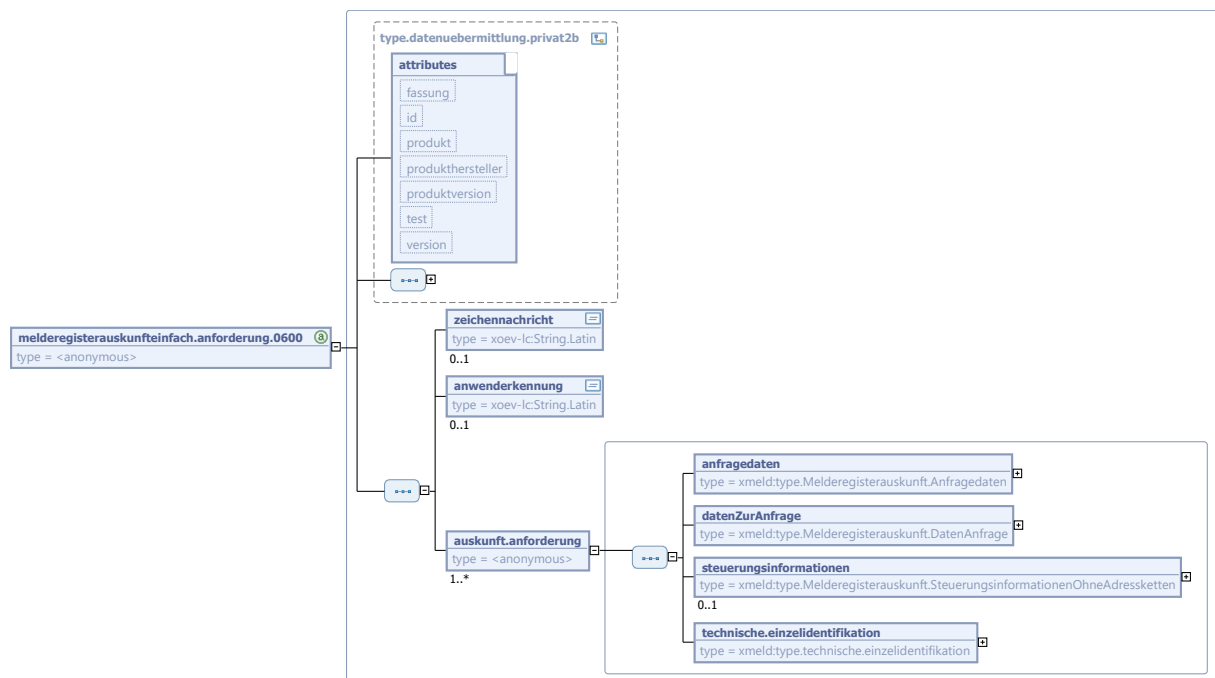 type.datenuebermittlung.privat2b
attributes
fassung
id
produkt
produkthersteller
produktversion
test
version
melderegisterauskunfteinfach.anforderung.0600
type = <anonymous>
zeichennachricht
type = xoev-lc:String.Latin
0..1
anwenderkennung
type = xoev-lc:String.Latin
0..1
auskunft.anforderung
type = <anonymous>
1..*
anfragedaten
type = xmeld:type.Melderegisterauskunft.Anfragedaten
datenZurAnfrage
type = xmeld:type.Melderegisterauskunft.DatenAnfrage
steuerungsinformationen
type = xmeld:type.Melderegisterauskunft.SteuerungsinformationenOhneAdressketten
0..1
technische.einzelidentifikation
type = xmeld:type.technische.einzelidentifikation